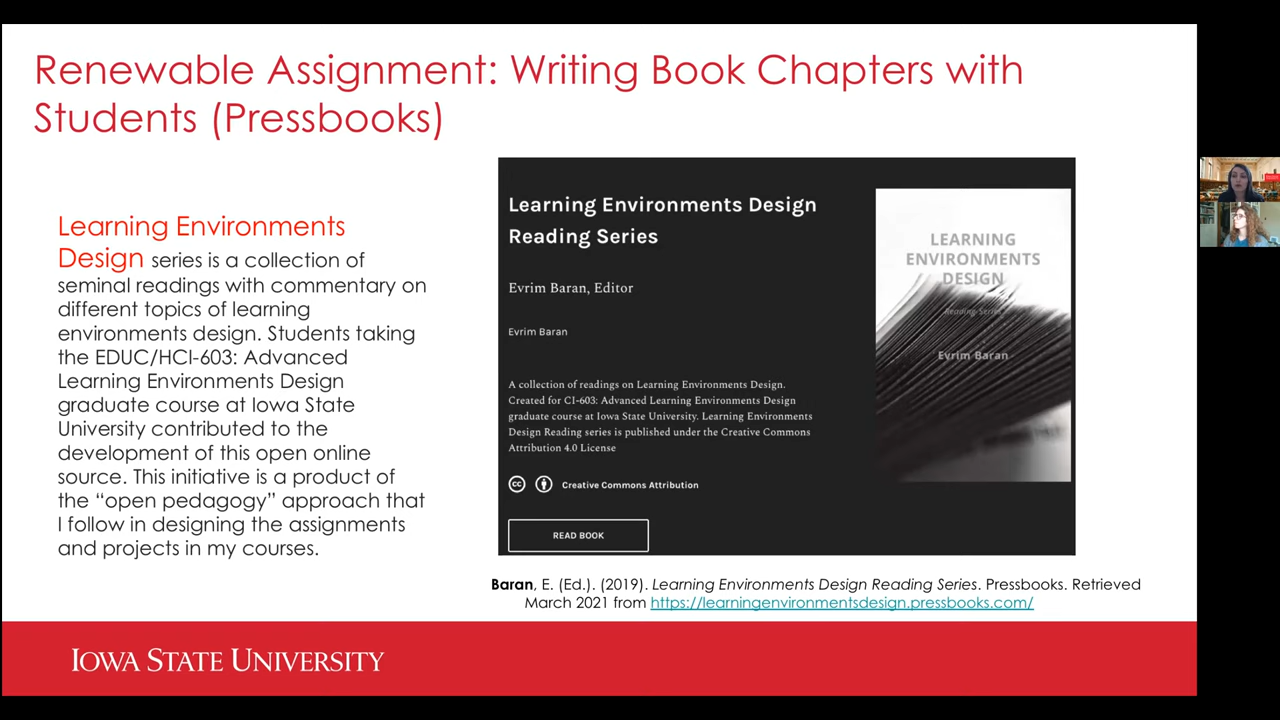 Renewable Assignment: Writing Book Chapters with
Students (Pressbooks)
Learning Environments
Design series is a collection of
seminal readings with commentary on
different topics of learning
environments design. Students taking
the EDUC/HCI-603: Advanced
Learning Environments Design
graduate course at Iowa State
University contributed to the
development of this open online
source. This initiative is a product of
the “open pedagogy” approach that
I follow in designing the assignments
and projects in my courses.
Learning Environments Design
Reading Series
Evrim Baran, Editor
Evrim Baran
A collection of readings on Learning Environments Design.
Created for CI-603: Advanced Learning Environments Design
graduate course at Iowa State University. Learning Environments
Design Reading series is published under the Creative Commons
Attribution 4.0 License
cc Creative Commons Attribution
READ BOOK
LEARNING
ENVIRONMENTS
DESIGN
Reading Series
Evrim Baran
Baran, E. (Ed.). (2019). Learning Environments Design Reading Series. Pressbooks. Retrieved
March 2021 from https://learningenvironmentsdesign.pressbooks.com/
IOWA STATE UNIVERSITY